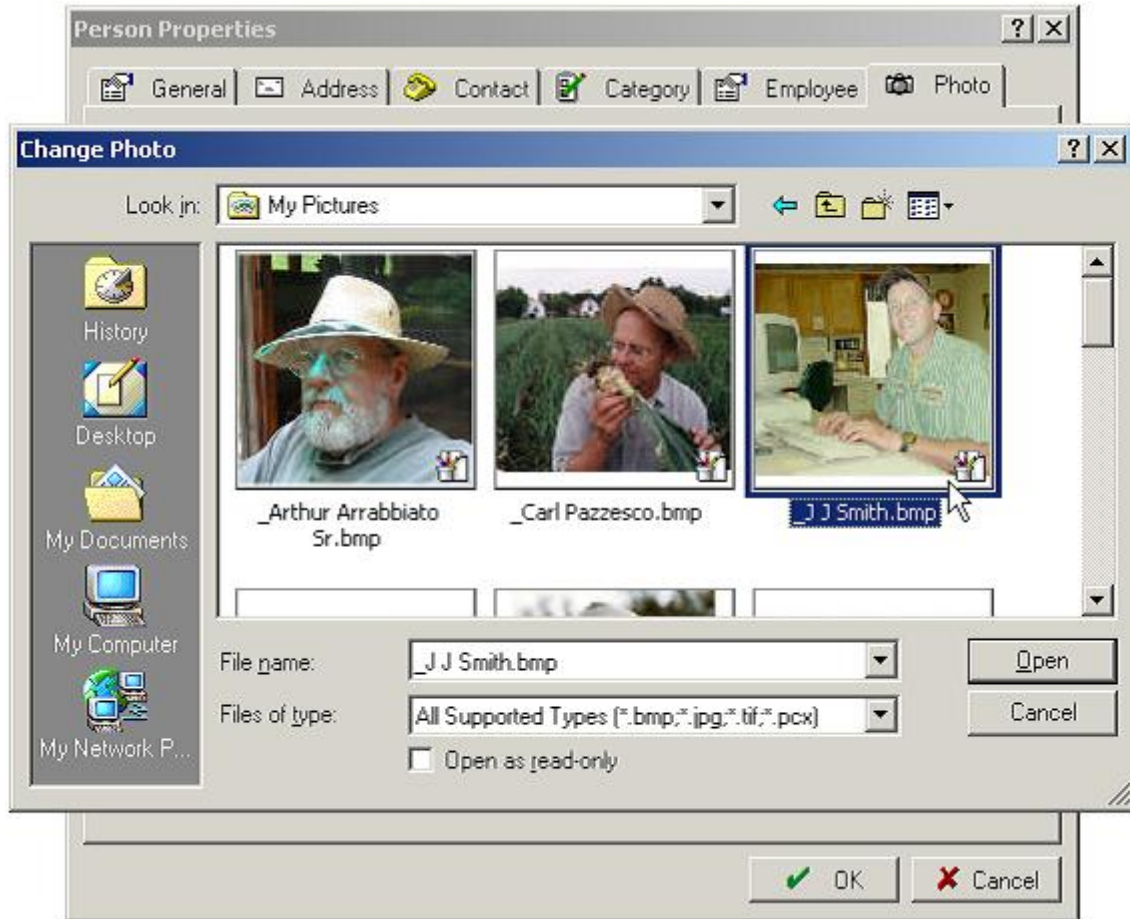 Person Properties
General Address Contact Category Employee Photo
Change Photo
Look in: My Pictures
History
Desktop
My Documents
My Computer
My Network P...
_Arthur Arrabbiato
Sr.bmp
_Carl Pazzesco.bmp
_J J Smith.bmp
File name: _J J Smith.bmp
Open
Files of type: All Supported Types (*.bmp;*.jpg;*.tif;*.pcx)
Cancel
Open as read-only
OK Cancel